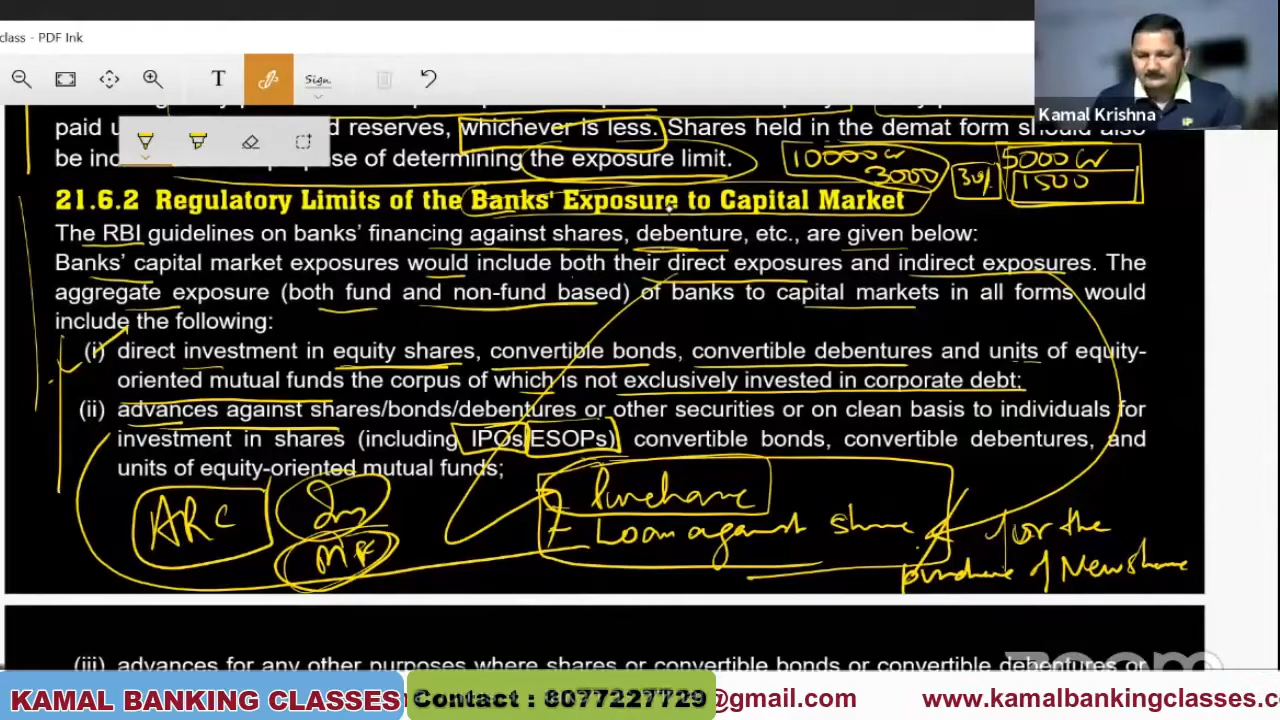 class - PDF Ink
T
Sign
Kamal Krishna
paid u d reserves, whichever is less. Shares held in the demat form should also
be inc se of determining the exposure limit.
10000 Cr 5000 Cr
3000 30% 1500
21.6.2 Regulatory Limits of the Banks' Exposure to Capital Market
The RBI guidelines on banks' financing against shares, debenture, etc., are given below:
Banks' capital market exposures would include both their direct exposures and indirect exposures. The
aggregate exposure (both fund and non-fund based) of banks to capital markets in all forms would
include the following:
(i) direct investment in equity shares, convertible bonds, convertible debentures and units of equity-
oriented mutual funds the corpus of which is not exclusively invested in corporate debt;
(ii) advances against shares/bonds/debentures or other securities or on clean basis to individuals for
investment in shares (including IPOs/ESOPs), convertible bonds, convertible debentures, and
units of equity-oriented mutual funds;
Purchase
ARC Loan against share for the
MF purchase of New share
(iii) advances for any other purposes where shares or convertible bonds or convertible debentures or
zoom
KAMAL BANKING CLASSES Contact : 8077227729 @gmail.com www.kamalbankingclasses.c